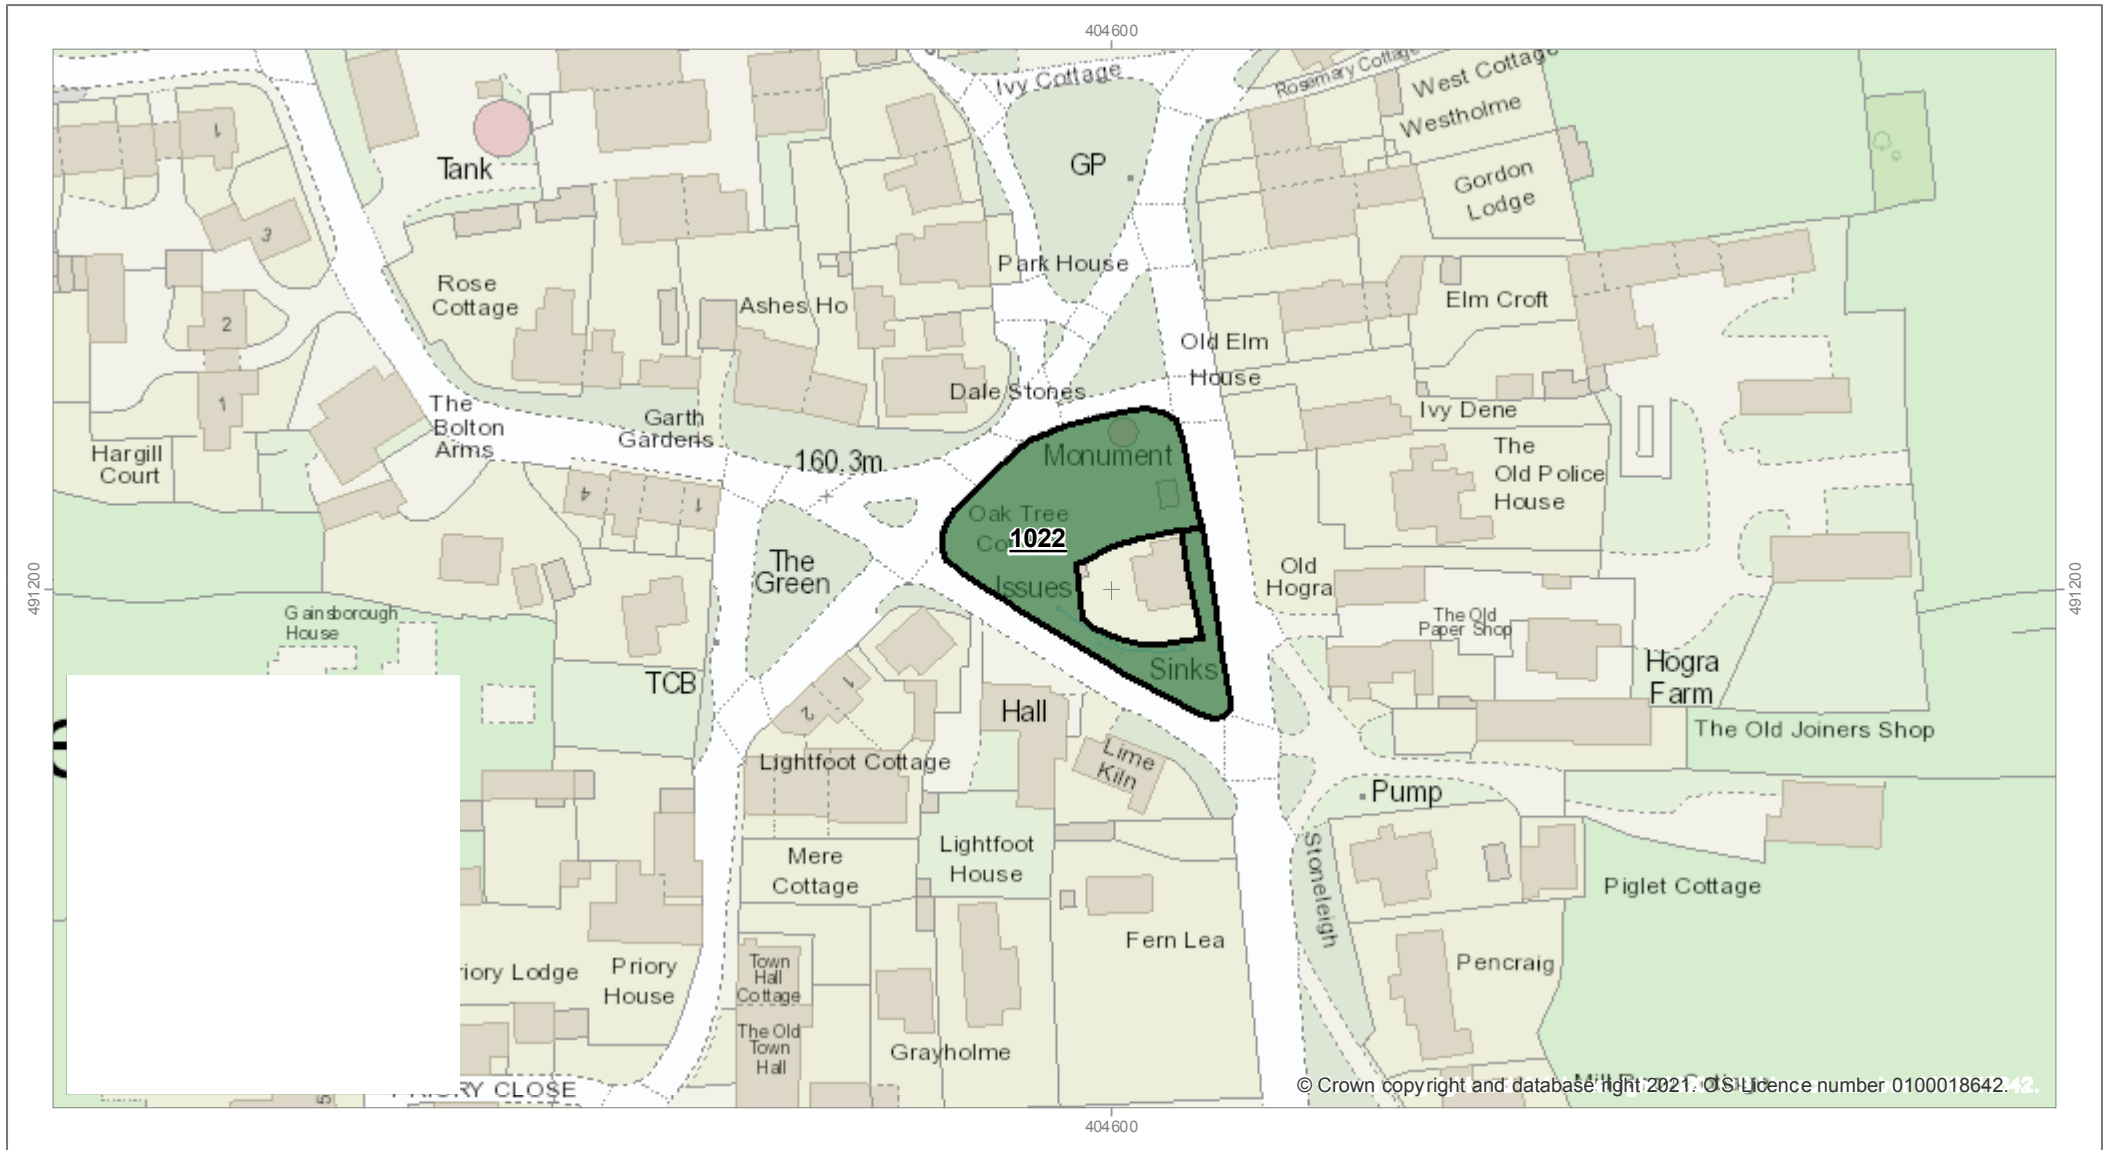 404600
Ivy Cottage
Rosemary Cottage
West Cottage
Westholme
1
Tank
GP
Gordon
Lodge
3
Park House
Rose
Cottage
Ashes Ho
Elm Croft
2
Old Elm
House
Dale Stones
1
The
Bolton
Arms
Garth
Gardens
Ivy Dene
Hargill
Court
160.3m
Monument
The
Old Police
House
4
1
Oak Tree
Co
1022
The
Green
Issues
Old
Hogra
491200
491200
Gainsborough
House
The Old
Paper Shop
Sinks
Hogra
Farm
TCB
1
2
Hall
The Old Joiners Shop
Lightfoot Cottage
Lime
Kiln
Pump
Mere
Cottage
Lightfoot
House
Stoneleigh
Piglet Cottage
Fern Lea
Pencraig
riory Lodge
Priory
House
Town
Hall
Cottage
The Old
Town
Hall
Grayholme
RIORY CLOSE
5
© Crown copyright and database right 2021. OS Licence number 0100018642.
404600